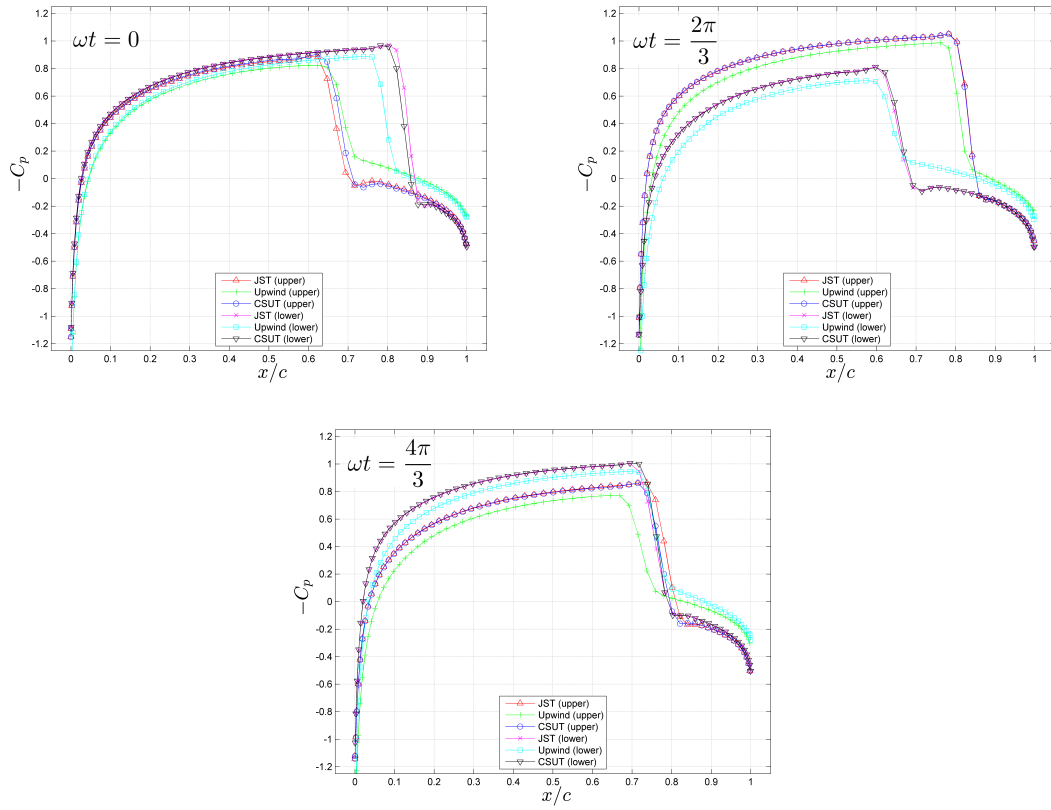 ωt = 0
−C_p
1
0.8
0.6
0.4
0.2
0
-0.2
-0.4
-0.6
-0.8
-1
-1.2
JST (upper)
Upwind (upper)
CSUT (upper)
JST (lower)
Upwind (lower)
CSUT (lower)
0 0.1 0.2 0.3 0.4 0.5 0.6 0.7 0.8 0.9 1
x/c
ωt = 2π/3
−C_p
1.2
1
0.8
0.6
0.4
0.2
0
-0.2
-0.4
-0.6
-0.8
-1
-1.2
JST (upper)
Upwind (upper)
CSUT (upper)
JST (lower)
Upwind (lower)
CSUT (lower)
0 0.1 0.2 0.3 0.4 0.5 0.6 0.7 0.8 0.9 1
x/c
ωt = 4π/3
−C_p
1.2
1
0.8
0.6
0.4
0.2
0
-0.2
-0.4
-0.6
-0.8
-1
-1.2
JST (upper)
Upwind (upper)
CSUT (upper)
JST (lower)
Upwind (lower)
CSUT (lower)
0 0.1 0.2 0.3 0.4 0.5 0.6 0.7 0.8 0.9 1
x/c